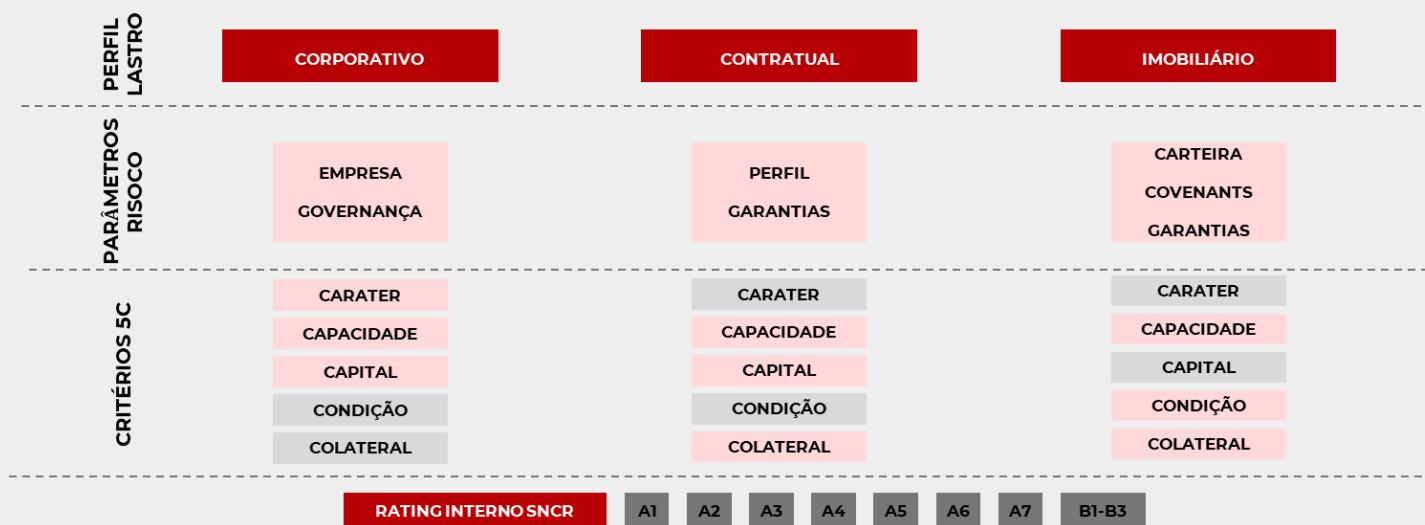 PERFIL
LASTRO
CORPORATIVO
CONTRATUAL
IMOBILIÁRIO
PARÂMETROS
RISOCO
EMPRESA
GOVERNANÇA
PERFIL
GARANTIAS
CARTEIRA
COVENANTS
GARANTIAS
CRITÉRIOS 5C
CARATER
CAPACIDADE
CAPITAL
CONDIÇÃO
COLATERAL
CARATER
CAPACIDADE
CAPITAL
CONDIÇÃO
COLATERAL
CARATER
CAPACIDADE
CAPITAL
CONDIÇÃO
COLATERAL
RATING INTERNO SNCR
A1
A2
A3
A4
A5
A6
A7
B1-B3